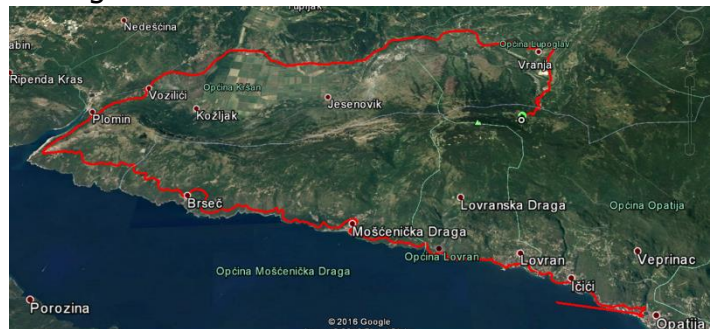 Nedešćina
Ripenda Kras
Općina Lupoglav
Vranja
Vozilići
Općina Kršan
Jesenovik
Plomin
Kožljak
Brseč
Lovranska Draga
Općina Opatija
Mošćenička Draga
Općina Lovran
Lovran
Veprinac
Općina Mošćenička Draga
Ičići
Porozina
Opatija
© 2016 Google